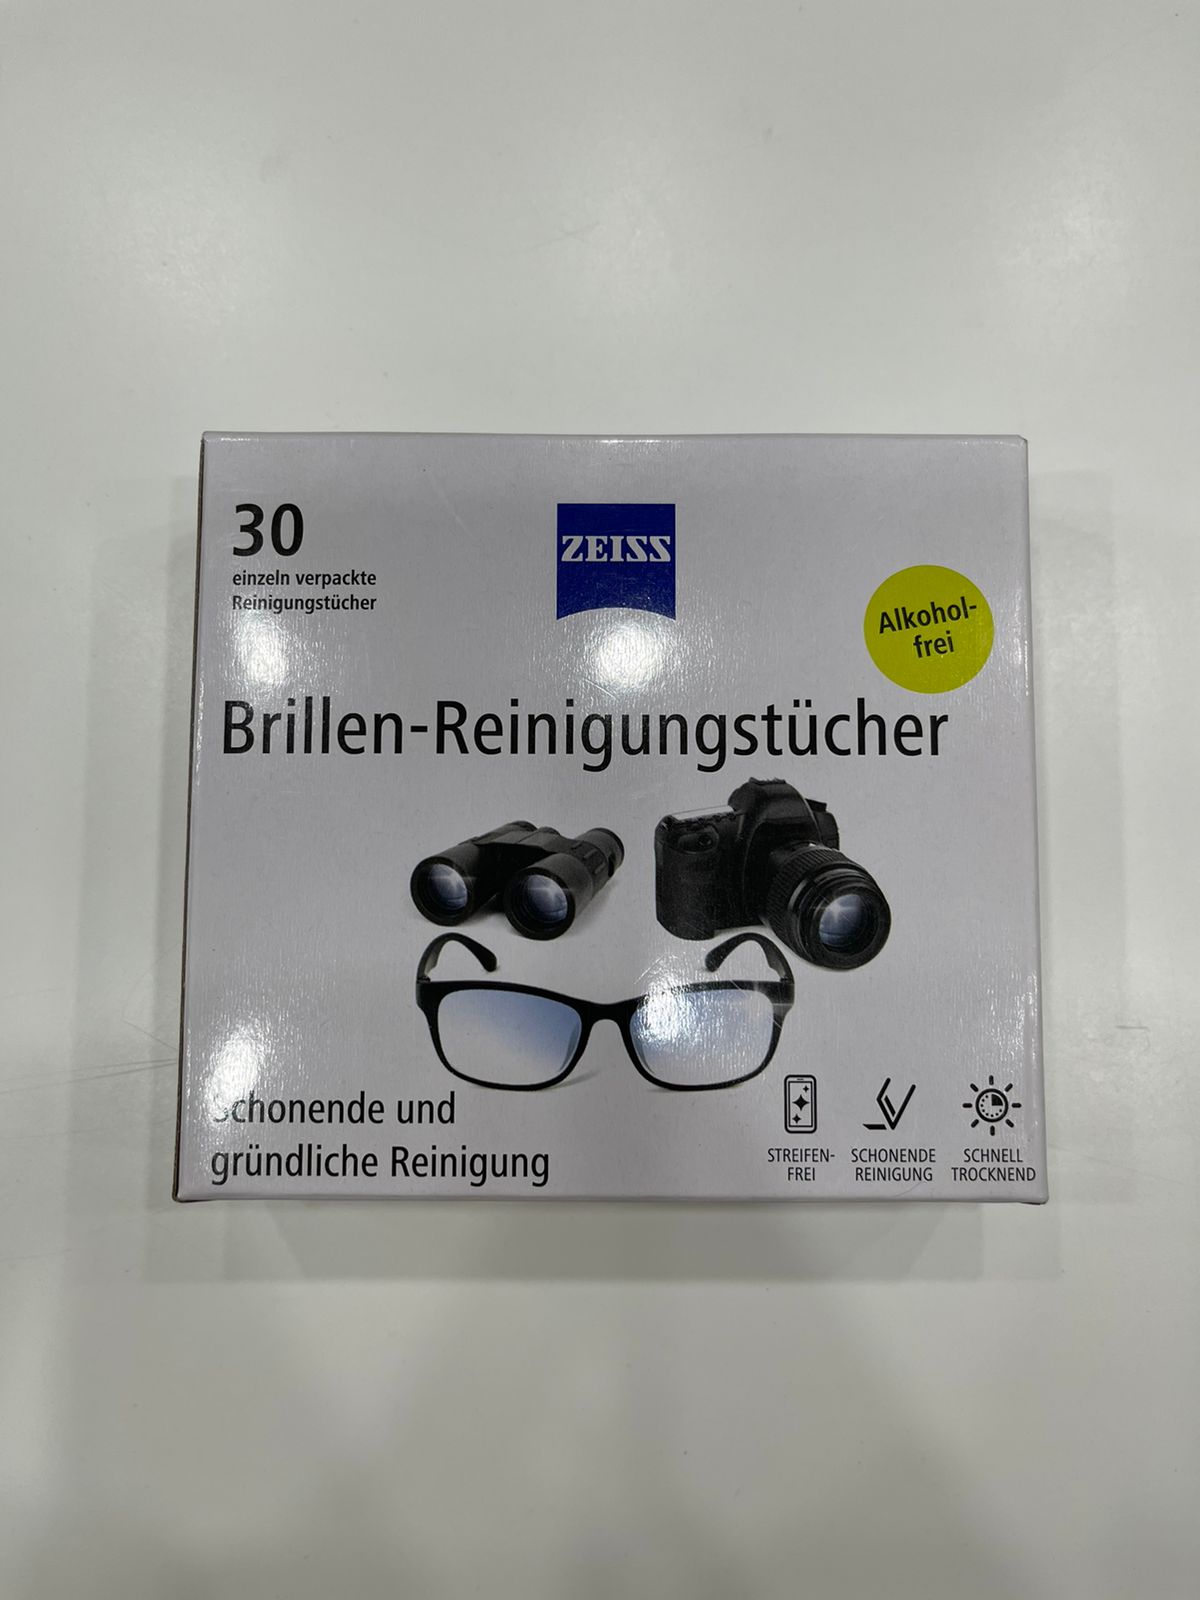 30
einzeln verpackte
Reinigungstücher
ZEISS
Alkohol-
frei
Brillen-Reinigungstücher
Schonende und
gründliche Reinigung
STREIFEN-
FREI
SCHONENDE
REINIGUNG
SCHNELL
TROCKNEND